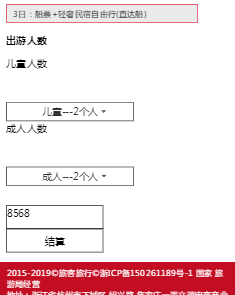 3日：船票+轻奢民宿自由行(直达船)
出游人数
儿童人数
儿童---2个人
成人人数
成人---2个人
8568
结算
2015-2019©旅客旅行©浙ICP备150261189号-1 国家 旅
游局经营